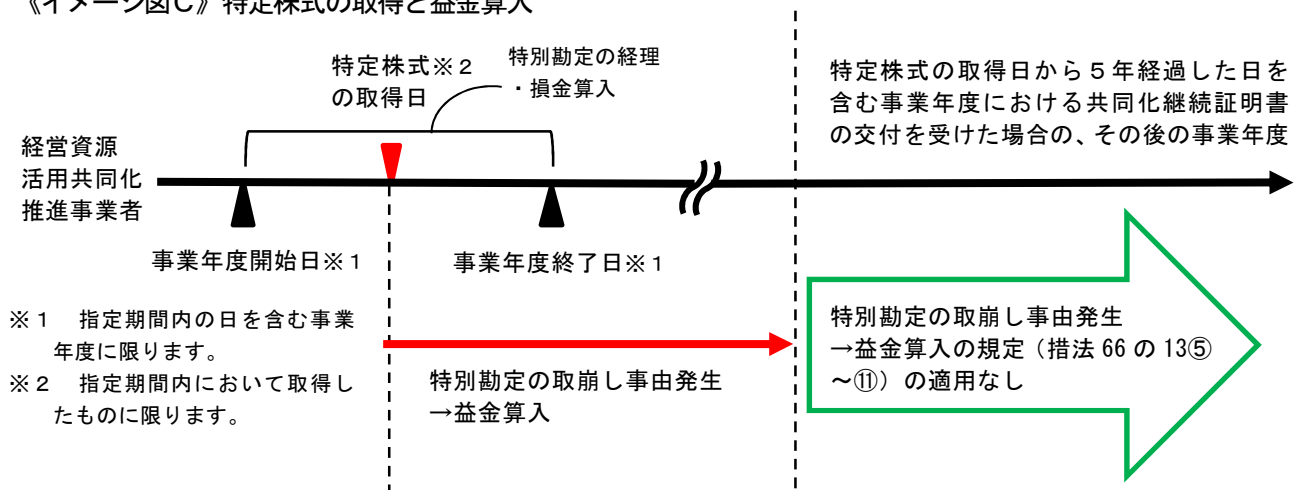 《イメージ図C》特定株式の取得と益金算入
特定株式※２
の取得日
特別勘定の経理
・損金算入
特定株式の取得日から５年経過した日を
含む事業年度における共同化継続証明書
の交付を受けた場合の、その後の事業年度
経営資源
活用共同化
推進事業者
事業年度開始日※１
事業年度終了日※１
※１　指定期間内の日を含む事業
年度に限ります。
※２　指定期間内において取得し
たものに限ります。
特別勘定の取崩し事由発生
→益金算入
特別勘定の取崩し事由発生
→益金算入の規定（措法 66 の 13⑤
～⑪）の適用なし